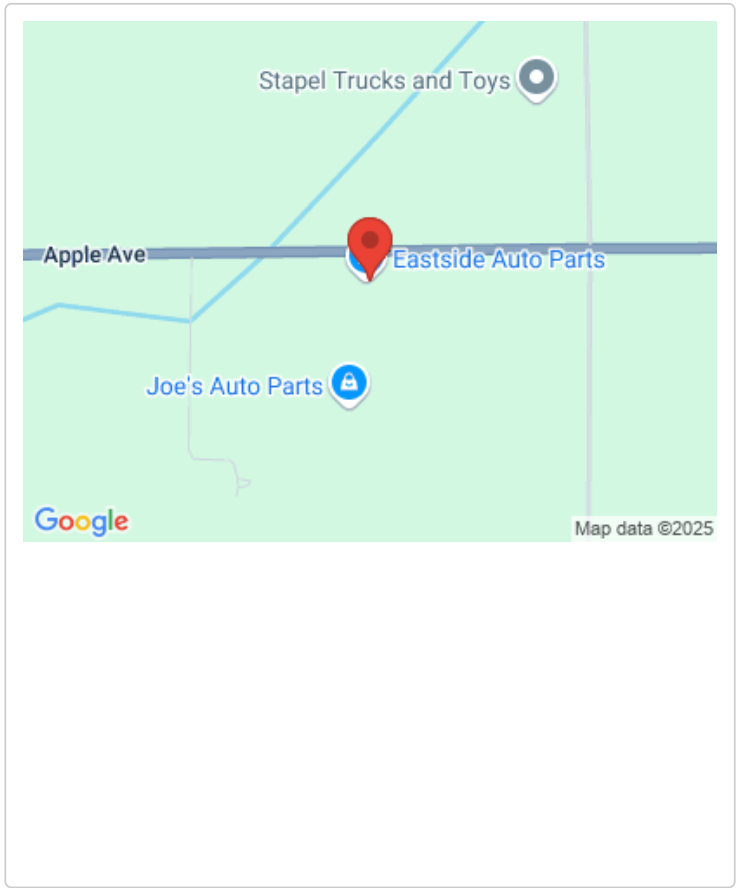 Stapel Trucks and Toys
Apple Ave
Eastside Auto Parts
Joe's Auto Parts
Google
Map data ©2025